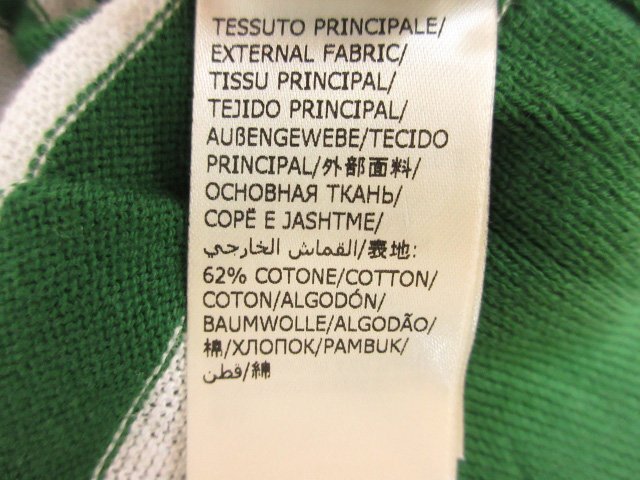 TESSUTO PRINCIPALE/
EXTERNAL FABRIC/
TISSU PRINCIPAL/
TEJIDO PRINCIPAL/
AUßENGEWEBE/TECIDO
PRINCIPAL/外部面料/
ОСНОВНАЯ ТКАНЬ/
COPË E JASHTME/
القماش الخارجي/表地:
62% COTONE/COTTON/
COTON/ALGODÓN/
BAUMWOLLE/ALGODÃO/
棉/ХЛОПОК/PAMBUK/
قطن/綿